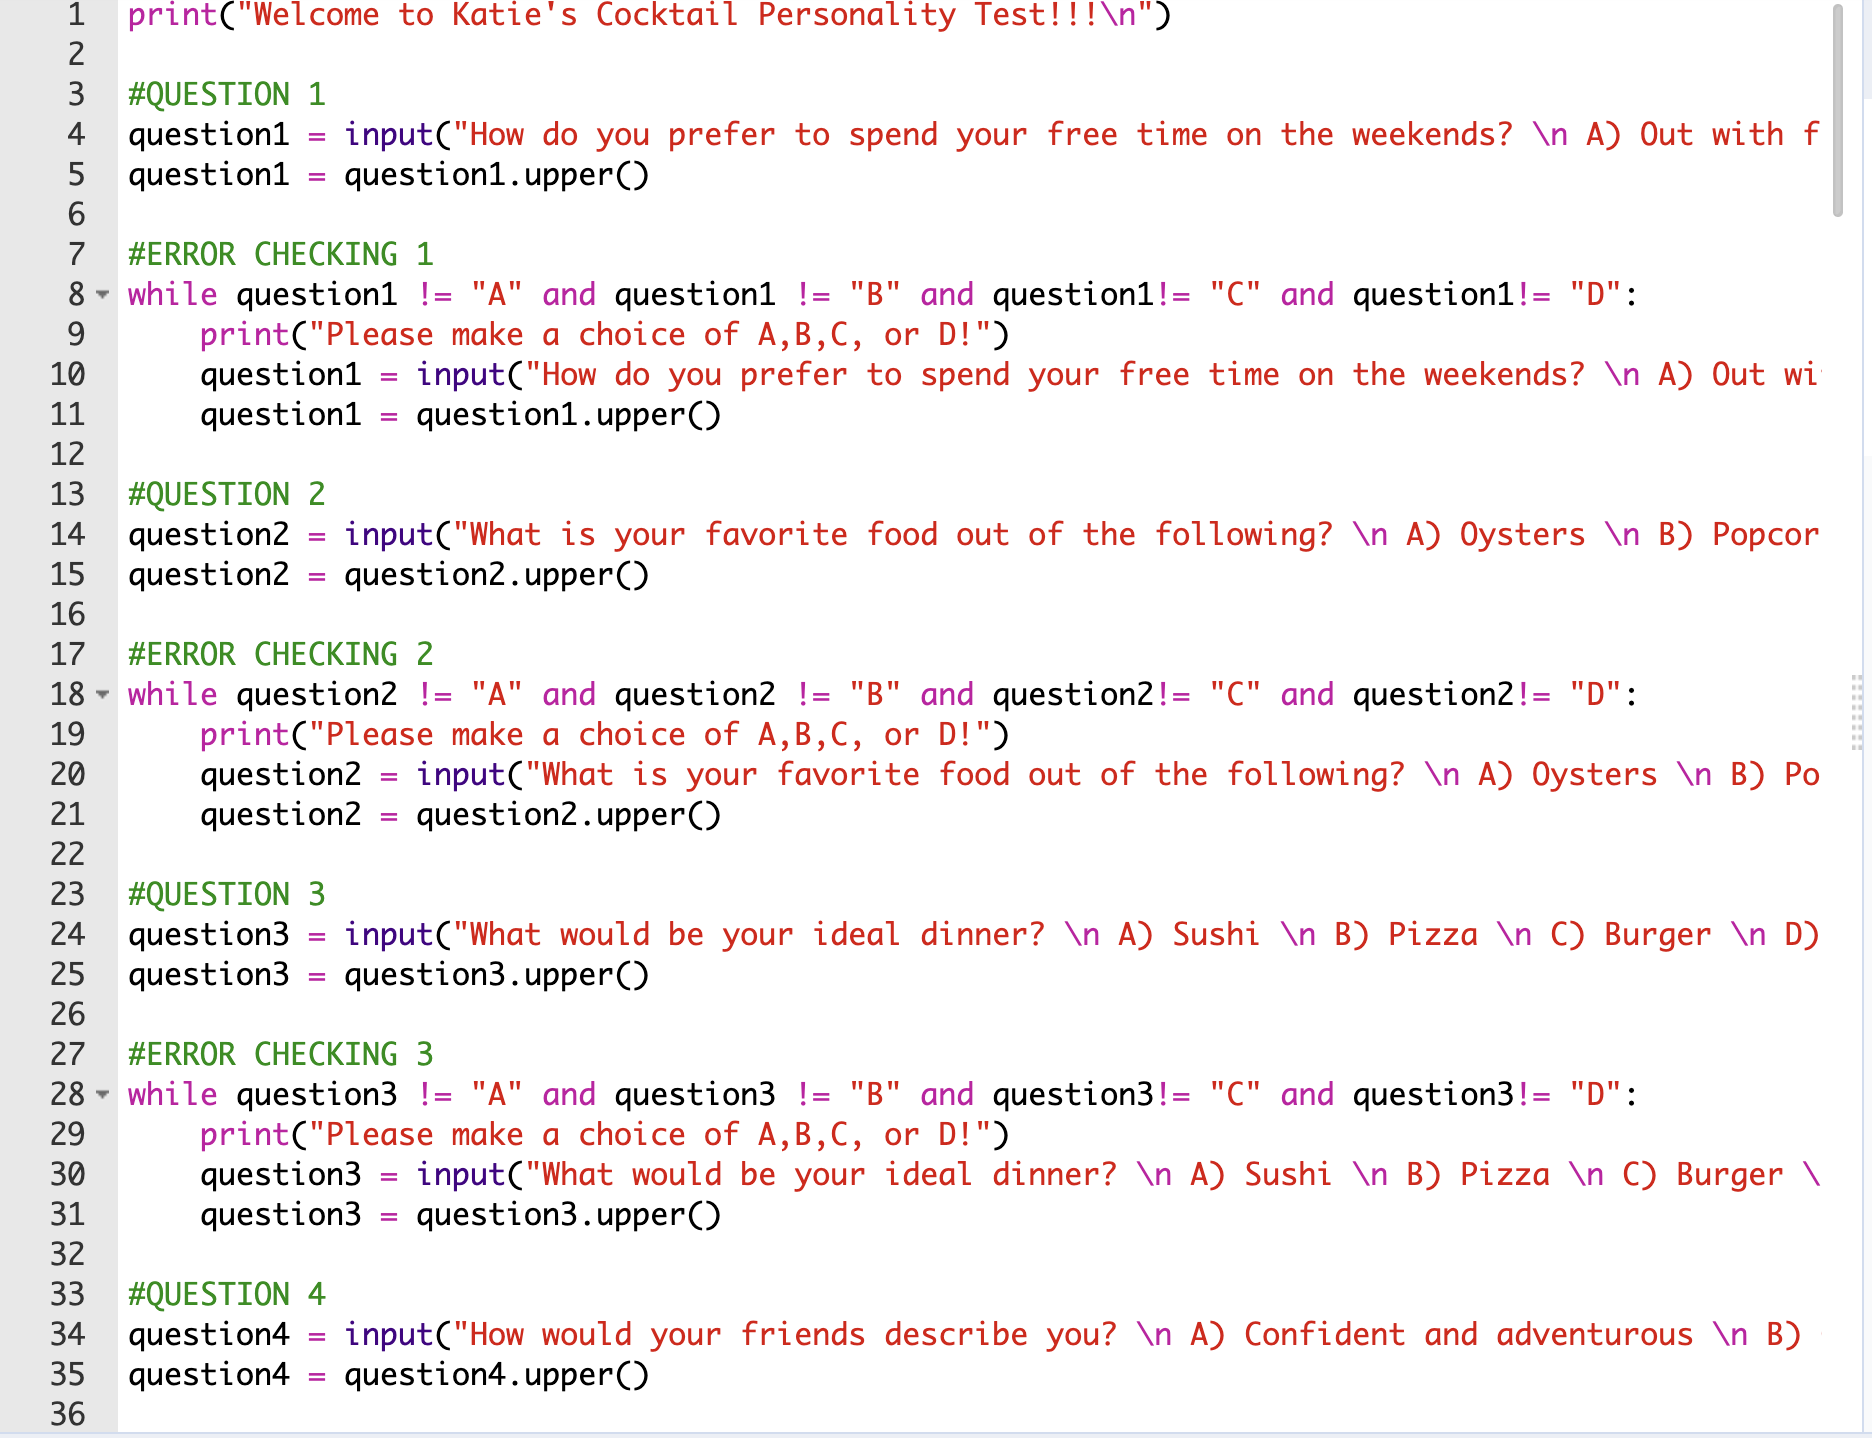 1 print("Welcome to Katie's Cocktail Personality Test!!!\n")
2
3 #QUESTION 1
4 question1 = input("How do you prefer to spend your free time on the weekends? \n A) Out with f
5 question1 = question1.upper()
6
7 #ERROR CHECKING 1
8 while question1 != "A" and question1 != "B" and question1!= "C" and question1!= "D":
9     print("Please make a choice of A,B,C, or D!")
10     question1 = input("How do you prefer to spend your free time on the weekends? \n A) Out wi
11     question1 = question1.upper()
12
13 #QUESTION 2
14 question2 = input("What is your favorite food out of the following? \n A) Oysters \n B) Popcor
15 question2 = question2.upper()
16
17 #ERROR CHECKING 2
18 while question2 != "A" and question2 != "B" and question2!= "C" and question2!= "D":
19     print("Please make a choice of A,B,C, or D!")
20     question2 = input("What is your favorite food out of the following? \n A) Oysters \n B) Po
21     question2 = question2.upper()
22
23 #QUESTION 3
24 question3 = input("What would be your ideal dinner? \n A) Sushi \n B) Pizza \n C) Burger \n D)
25 question3 = question3.upper()
26
27 #ERROR CHECKING 3
28 while question3 != "A" and question3 != "B" and question3!= "C" and question3!= "D":
29     print("Please make a choice of A,B,C, or D!")
30     question3 = input("What would be your ideal dinner? \n A) Sushi \n B) Pizza \n C) Burger \
31     question3 = question3.upper()
32
33 #QUESTION 4
34 question4 = input("How would your friends describe you? \n A) Confident and adventurous \n B)
35 question4 = question4.upper()
36